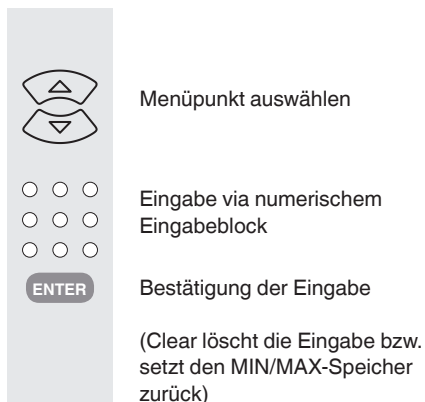 Menüpunkt auswählen
Eingabe via numerischem
Eingabeblock
ENTER
Bestätigung der Eingabe
(Clear löscht die Eingabe bzw.
setzt den MIN/MAX-Speicher
zurück)